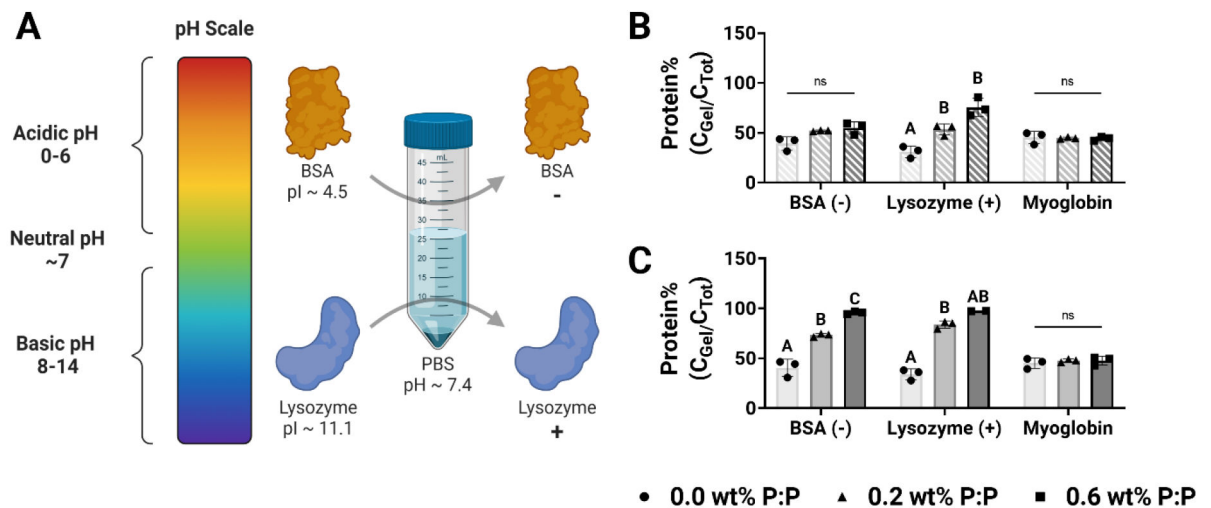 A
pH Scale
Acidic pH
0-6
Neutral pH
~7
Basic pH
8-14
BSA
pI ~ 4.5
Lysozyme
pI ~ 11.1
mL
45
40
35
30
25
20
15
10
PBS
pH ~ 7.4
BSA
-
Lysozyme
+
B
Protein%
(CGel/CTot)
150
100
50
0
ns
A
B
B
ns
BSA (-)
Lysozyme (+)
Myoglobin
C
Protein%
(CGel/CTot)
150
100
50
0
A
B
C
A
B
AB
ns
BSA (-)
Lysozyme (+)
Myoglobin
0.0 wt% P:P
0.2 wt% P:P
0.6 wt% P:P